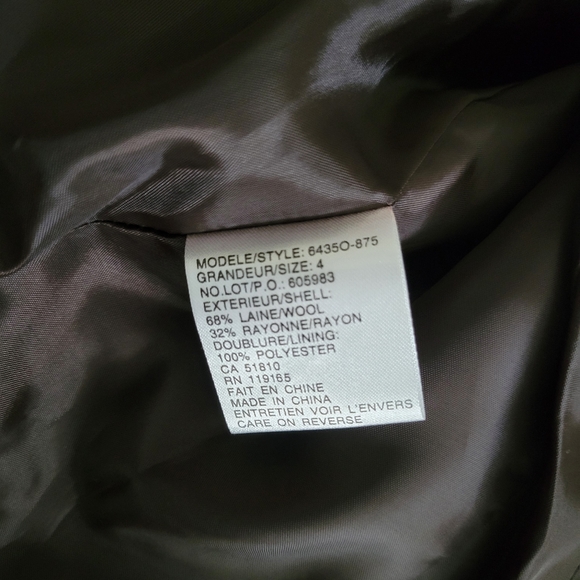 MODELE/STYLE: 6435O-875
GRANDEUR/SIZE: 4
NO.LOT/P.O.: 605983
EXTERIEUR/SHELL:
68% LAINE/WOOL
32% RAYONNE/RAYON
DOUBLURE/LINING:
100% POLYESTER
CA 51810
RN 119165
FAIT EN CHINE
MADE IN CHINA
ENTRETIEN VOIR L'ENVERS
CARE ON REVERSE